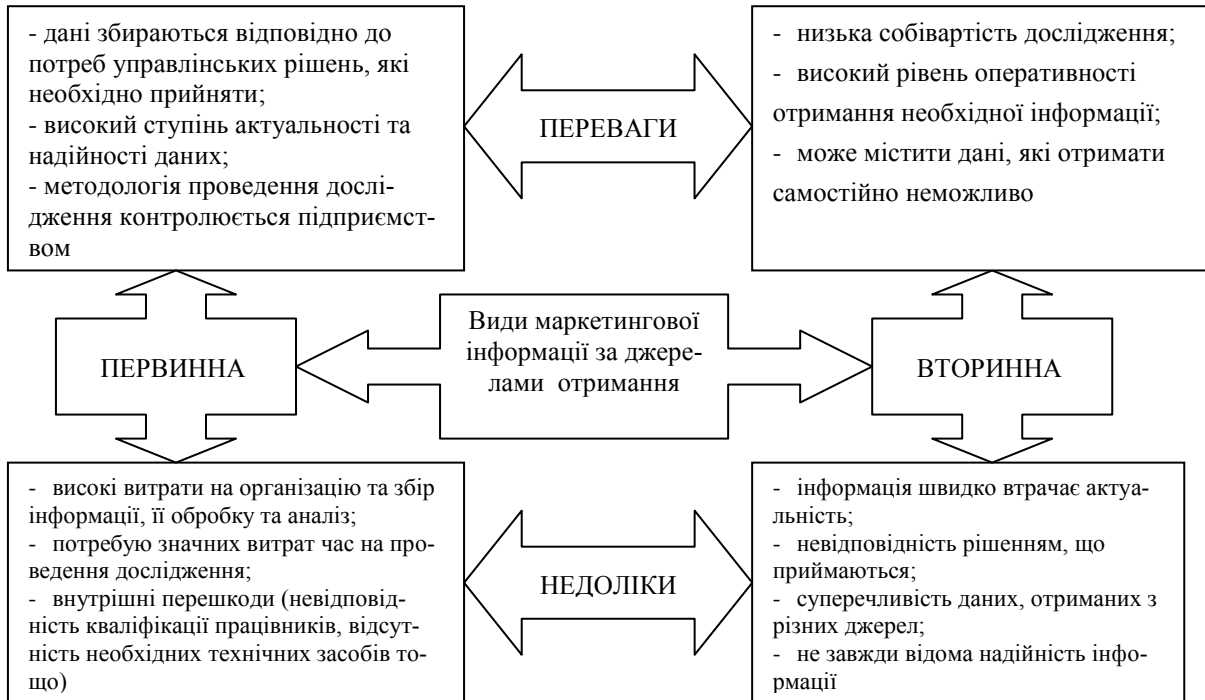 - дані збираються відповідно до
потреб управлінських рішень, які
необхідно прийняти;
- високий ступінь актуальності та
надійності даних;
- методологія проведення дослі-
дження контролюється підприємст-
вом
ПЕРЕВАГИ
- низька собівартість дослідження;
- високий рівень оперативності
отримання необхідної інформації;
- може містити дані, які отримати
самостійно неможливо
ПЕРВИННА
Види маркетингової
інформації за джере-
лами отримання
ВТОРИННА
- високі витрати на організацію та збір
інформації, її обробку та аналіз;
- потребую значних витрат час на про-
ведення дослідження;
- внутрішні перешкоди (невідповід-
ність кваліфікації працівників, відсут-
ність необхідних технічних засобів то-
що)
НЕДОЛІКИ
- інформація швидко втрачає актуа-
льність;
- невідповідність рішенням, що
приймаються;
- суперечливість даних, отриманих з
різних джерел;
- не завжди відома надійність інфо-
рмації